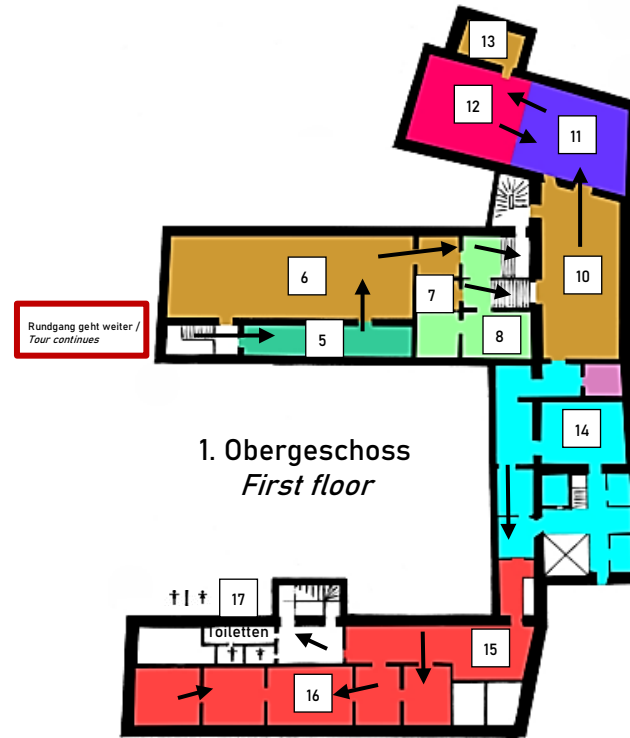 13
12
11
6
7
10
Rundgang geht weiter /
Tour continues
5
8
14
1. Obergeschoss
First floor
17
Toiletten
15
16